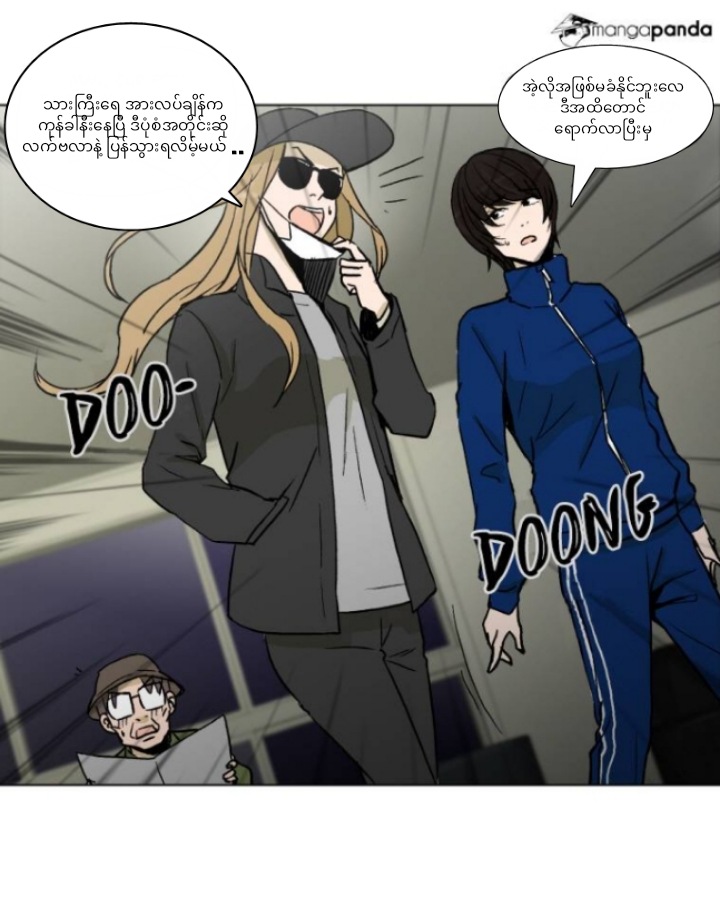 mangapanda
သားကြီးရေ အားလပ်ချိန်က
ကုန်ခါနီးနေပြီ ဒီပုံစံအတိုင်းဆို
လက်ဗလာနဲ့ ပြန်သွားရလိမ့်မယ် ..
အဲ့လိုအဖြစ်မခံနိုင်ဘူးလေ
ဒီအထိတောင်
ရောက်လာပြီးမှ
DOO-
DOONG